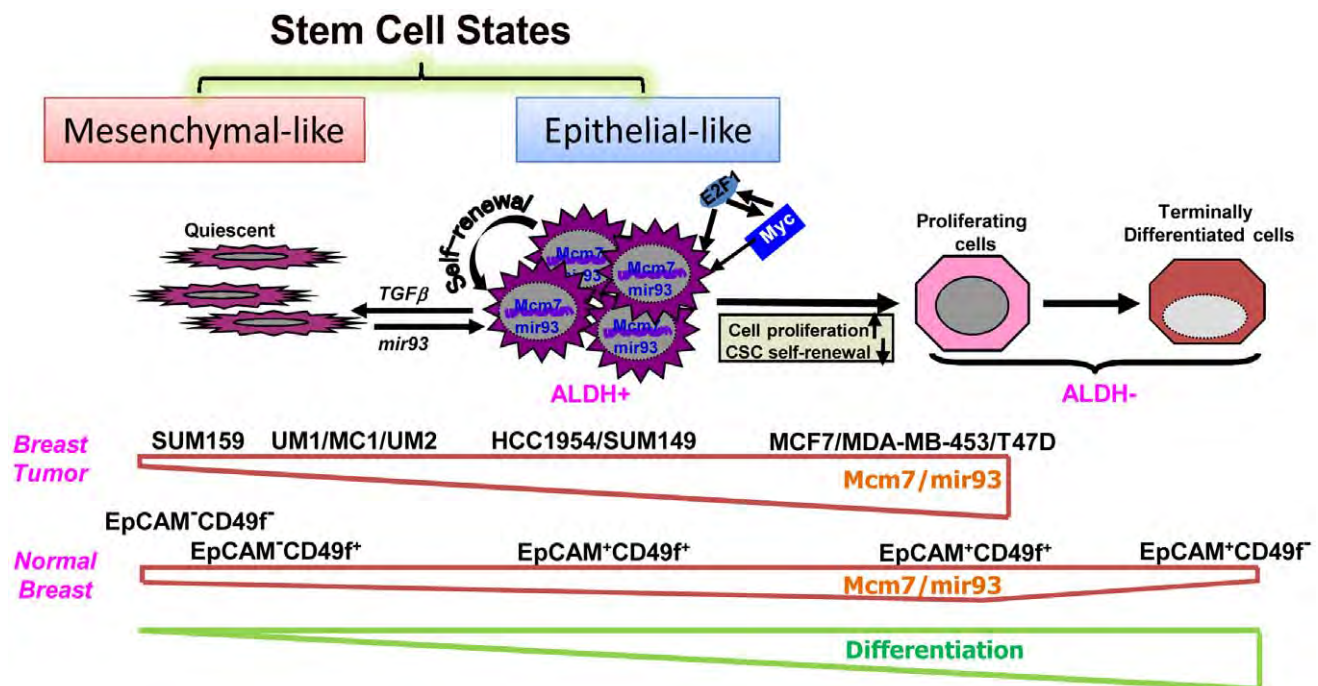 Stem Cell States
Mesenchymal-like
Epithelial-like
Quiescent
TGFβ
mir93
Self-renewal
Mcm7
mir93
Mcm7
mir93
Mcm7
mir93
Mcm7
mir93
E2F1
Myc
ALDH+
Cell proliferation
CSC self-renewal
Proliferating
cells
Terminally
Differentiated cells
ALDH-
Breast
Tumor
SUM159 UM1/MC1/UM2 HCC1954/SUM149 MCF7/MDA-MB-453/T47D
Mcm7/mir93
EpCAM⁻CD49f⁻
Normal
Breast
EpCAM⁻CD49f⁺ EpCAM⁺CD49f⁺ EpCAM⁺CD49f⁺ EpCAM⁺CD49f⁻
Mcm7/mir93
Differentiation